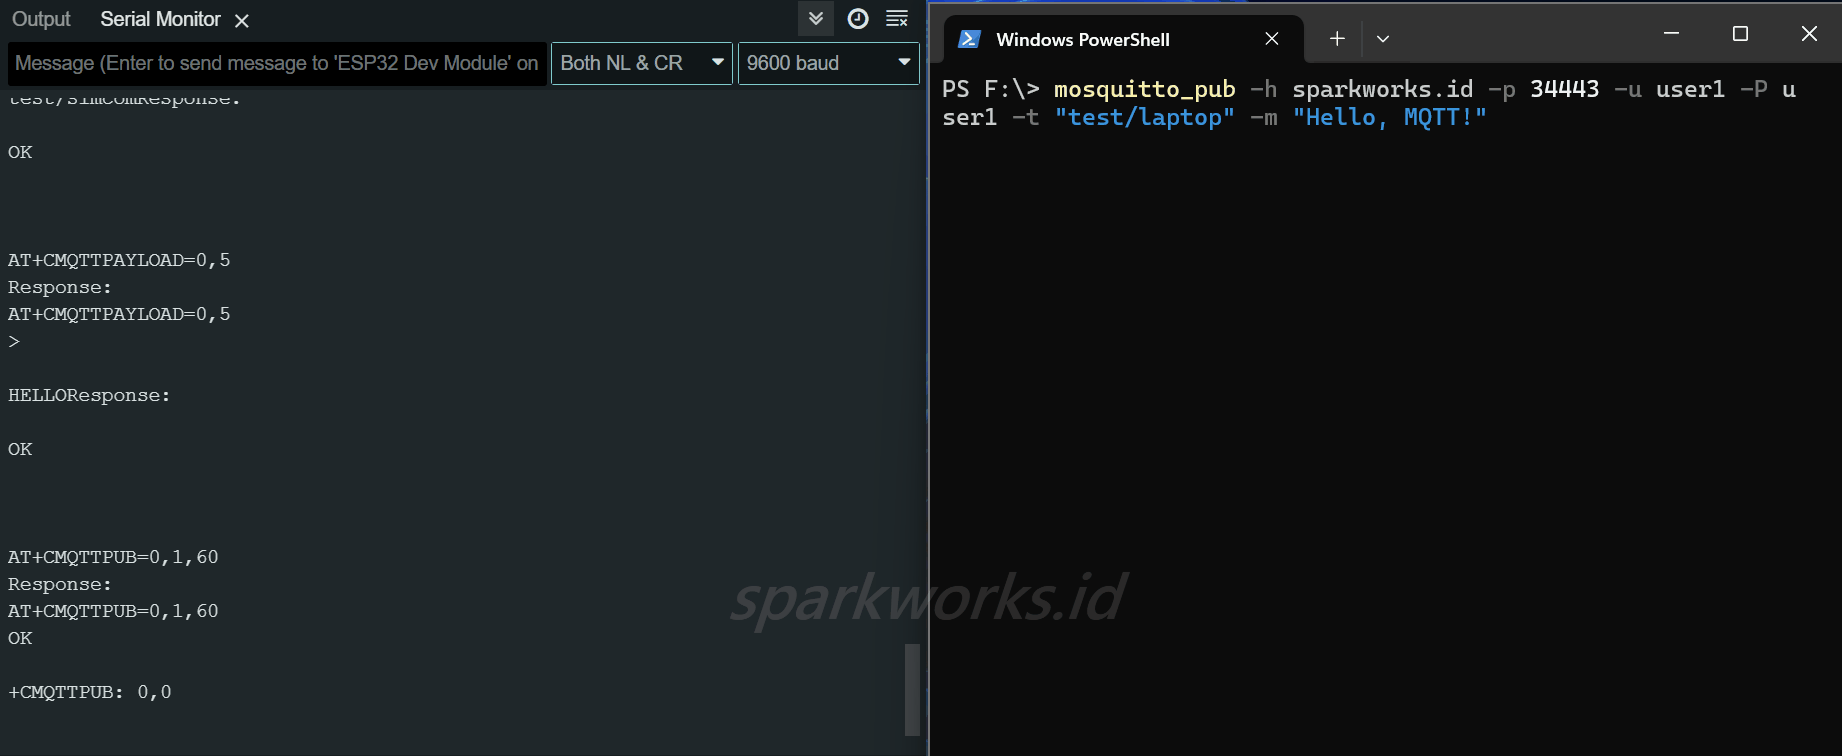 Output Serial Monitor
Message (Enter to send message to 'ESP32 Dev Module' on
Both NL & CR
9600 baud
test/simcomResponse:
OK
AT+CMQTTPAYLOAD=0,5
Response:
AT+CMQTTPAYLOAD=0,5
>
HELLOResponse:
OK
AT+CMQTTPUB=0,1,60
Response:
AT+CMQTTPUB=0,1,60
OK
+CMQTTPUB: 0,0
Windows PowerShell
PS F:\> mosquitto_pub -h sparkworks.id -p 34443 -u user1 -P u
ser1 -t "test/laptop" -m "Hello, MQTT!"
sparkworks.id